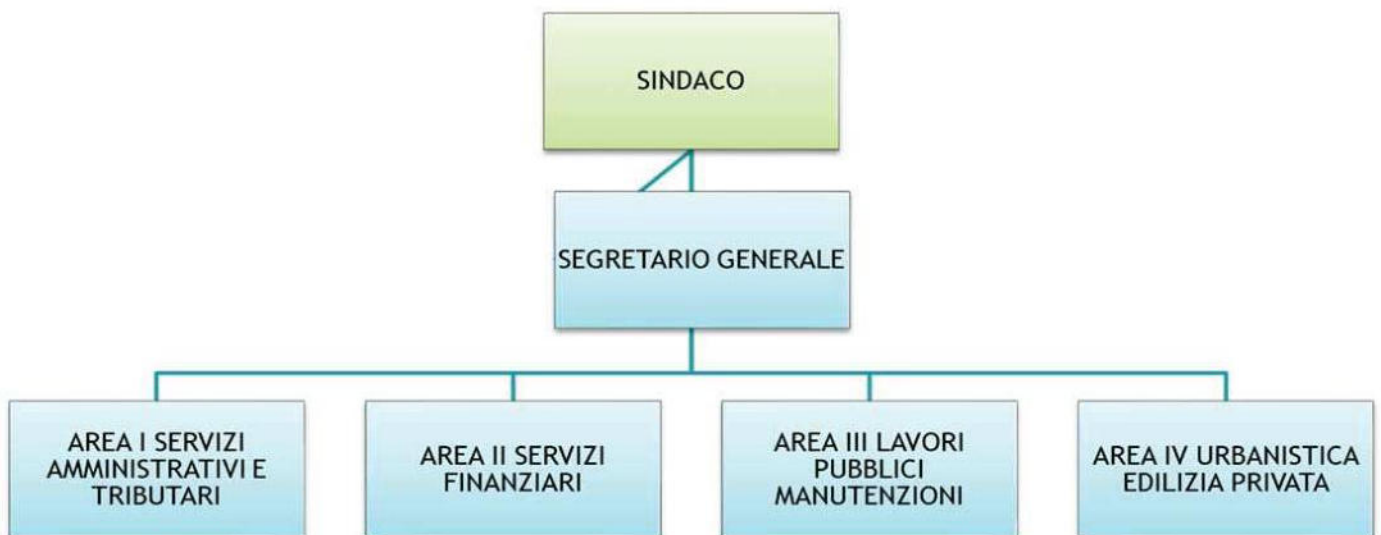 SINDACO
SEGRETARIO GENERALE
AREA I SERVIZI
AMMINISTRATIVI E
TRIBUTARI
AREA II SERVIZI
FINANZIARI
AREA III LAVORI
PUBBLICI
MANUTENZIONI
AREA IV URBANISTICA
EDILIZIA PRIVATA